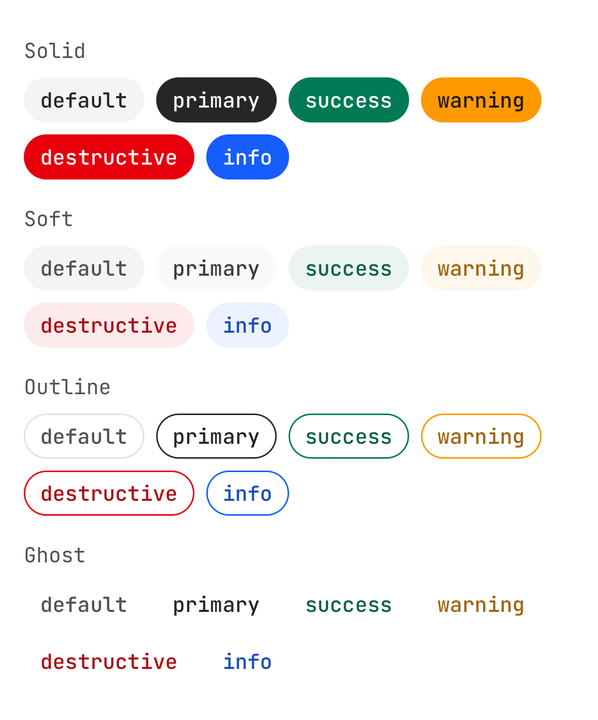 Solid
default primary success warning
destructive info
Soft
default primary success warning
destructive info
Outline
default primary success warning
destructive info
Ghost
default primary success warning
destructive info